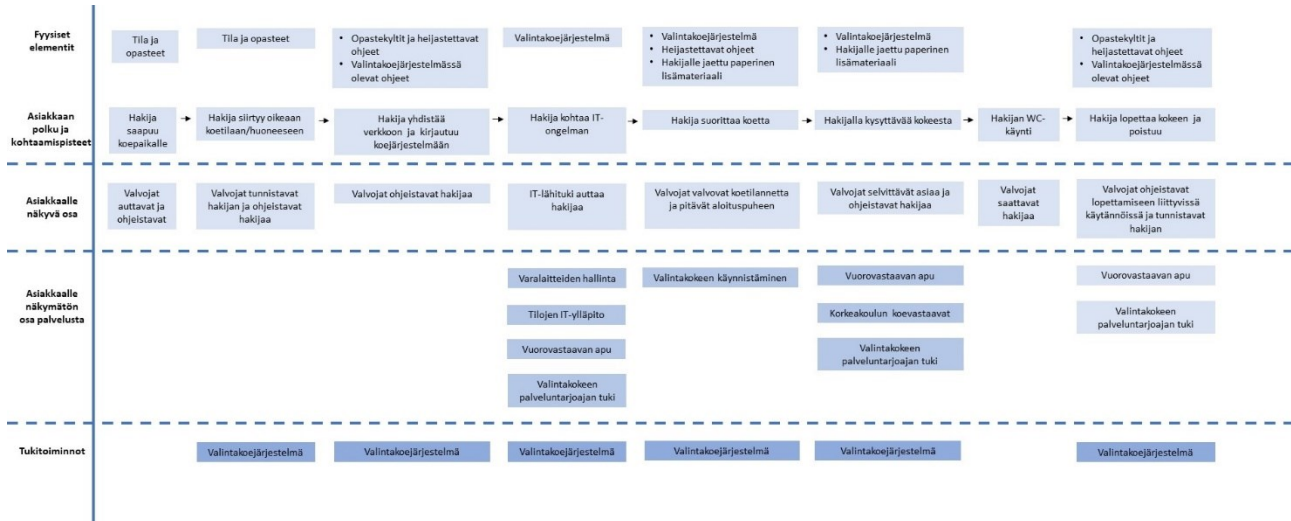 Fyysiset
elementit
Tila ja
opasteet
Tila ja opasteet
• Opastekyltit ja heijastettavat
ohjeet
• Valintakoejärjestelmässä
olevat ohjeet
Valintakoejärjestelmä
• Valintakoejärjestelmä
• Heijastettavat ohjeet
• Hakijalle jaettu paperinen
lisämateriaali
• Valintakoejärjestelmä
• Hakijalle jaettu paperinen
lisämateriaali
• Opastekyltit ja
heijastettavat ohjeet
• Valintakoejärjestelmässä
olevat ohjeet
Asiakkaan
polku ja
kohtaamispisteet
Hakija
saapuu
koepaikalle
Hakija siirtyy oikeaan
koetilaan/huoneeseen
Hakija yhdistää
verkkoon ja kirjautuu
koejärjestelmään
Hakija kohtaa IT-
ongelman
Hakija suorittaa koetta
Hakijalla kysyttävää kokeesta
Hakijan WC-
käynti
Hakija lopettaa kokeen ja
poistuu
Asiakkaalle
näkyvä osa
Valvojat
auttavat ja
ohjeistavat
Valvojat tunnistavat
hakijan ja ohjeistavat
hakijaa
Valvojat ohjeistavat hakijaa
IT-lähituki auttaa
hakijaa
Valvojat valvovat koetilannetta
ja pitävät aloituspuheen
Valvojat selvittävät asiaa ja
ohjeistavat hakijaa
Valvojat
saattavat
hakijaa
Valvojat ohjeistavat
lopettamiseen liittyvissä
käytännöissä ja tunnistavat
hakijan
Asiakkaalle
näkymätön
osa palvelusta
Varalaitteiden hallinta
Tilojen IT-ylläpito
Vuorovastaavan apu
Valintakokeen
palveluntarjoajan tuki
Valintakokeen käynnistäminen
Vuorovastaavan apu
Korkeakoulun koevastaavat
Valintakokeen
palveluntarjoajan tuki
Vuorovastaavan apu
Valintakokeen
palveluntarjoajan tuki
Tukitoiminnot
Valintakoejärjestelmä
Valintakoejärjestelmä
Valintakoejärjestelmä
Valintakoejärjestelmä
Valintakoejärjestelmä
Valintakoejärjestelmä